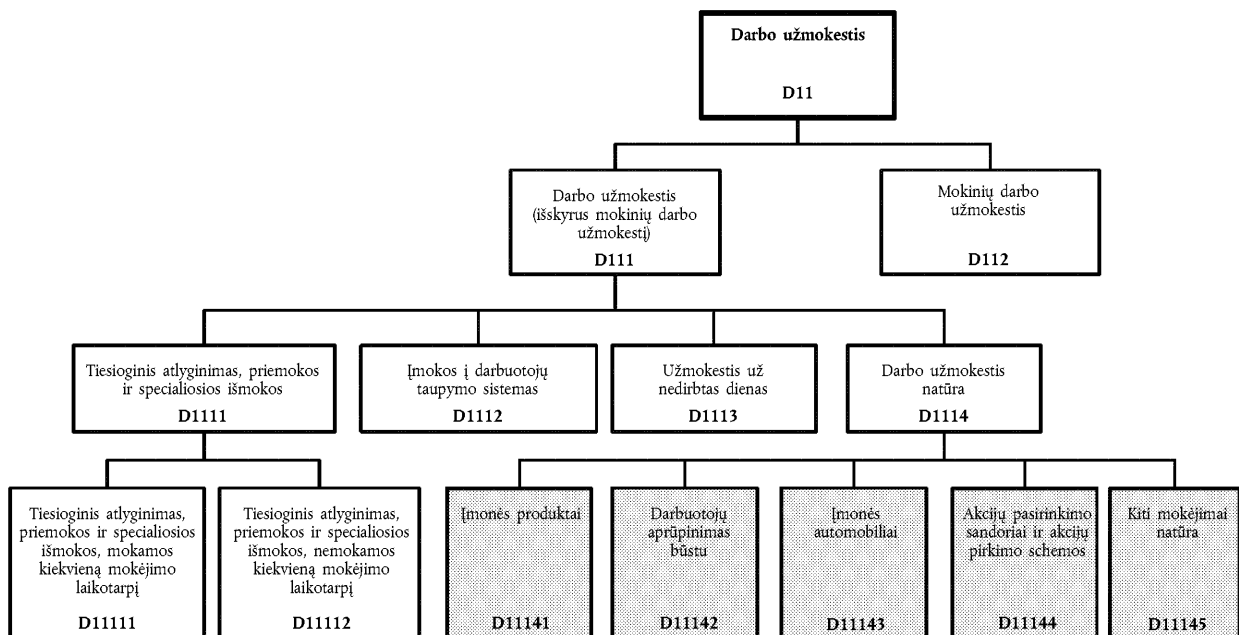 Darbo užmokestis
D11
Darbo užmokestis
(išskyrus mokinių darbo
užmokestį)
D111
Mokinių darbo
užmokestis
D112
Tiesioginis atlyginimas, priemokos
ir specialiosios išmokos
D1111
Įmokos į darbuotojų
taupymo sistemas
D1112
Užmokestis už
nedirbtas dienas
D1113
Darbo užmokestis
natūra
D1114
Tiesioginis atlyginimas,
priemokos ir specialiosios
išmokos, mokamos
kiekvieną mokėjimo
laikotarpį
D11111
Tiesioginis atlyginimas,
priemokos ir specialiosios
išmokos, nemokamos
kiekvieną mokėjimo
laikotarpį
D11112
Įmonės produktai
D11141
Darbuotojų
aprūpinimas
būstu
D11142
Įmonės
automobiliai
D11143
Akcijų pasirinkimo
sandoriai ir akcijų
pirkimo schemos
D11144
Kiti mokėjimai
natūra
D11145